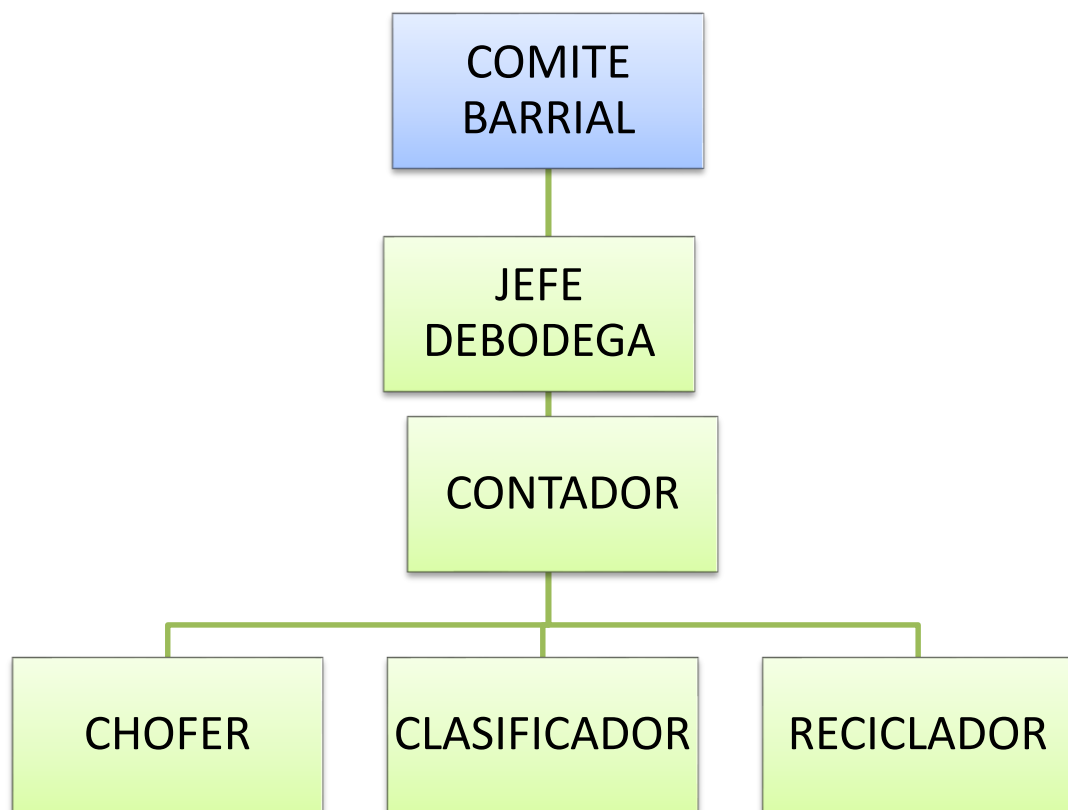 COMITE
BARRIAL
JEFE
DEBODEGA
CONTADOR
CHOFER
CLASIFICADOR
RECICLADOR